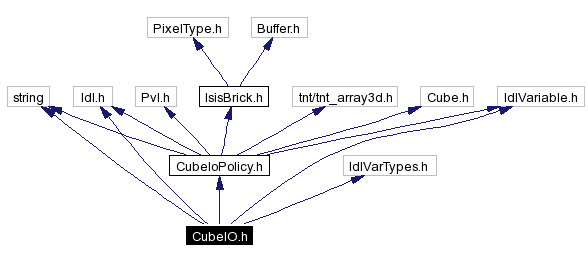 PixelType.h
Buffer.h
string
Idl.h
Pvl.h
IsisBrick.h
tnt/tnt_array3d.h
Cube.h
IdlVariable.h
CubeIoPolicy.h
IdlVarTypes.h
CubeIO.h